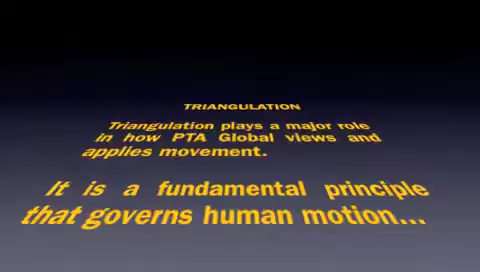 TRIANGULATION
Triangulation plays a major role
in how PTA Global views and
applies movement.
It is a fundamental principle
that governs human motion...